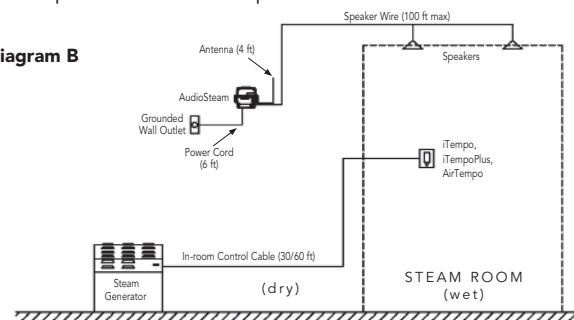 Speaker Wire (100 ft max)
iagram B
Antenna (4 ft)
Speakers
AudioSteam
Grounded
Wall Outlet
Power Cord
(6 ft)
iTempo,
iTempoPlus,
AirTempo
In-room Control Cable (30/60 ft)
Steam
Generator
(dry)
STEAM ROOM
(wet)